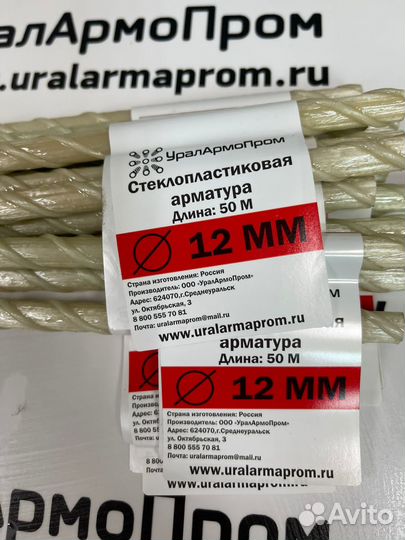 УралАрмоПром
www.uralarmaprom.ru
УралАрмоПром
Стеклопластиковая
арматура
Длина: 50 М
12 ММ
Страна изготовления: Россия
Производитель: ООО «УралАрмоПром»
Адрес: 624070,г.Среднеуральск
ул. Октябрьская, 3
8 800 555 70 81
Почта: uralarmaprom@mail.ru
www.uralarmaprom.ru
арматура
Длина: 50 М
12 ММ
Страна изготовления: Россия
Производитель: ООО «УралАрмоПром»
Адрес: 624070,г.Среднеуральск
ул. Октябрьская, 3
8 800 555 70 81
Почта: uralarmaprom@mail.ru
www.uralarmaprom.ru
АрмоПром
Avito